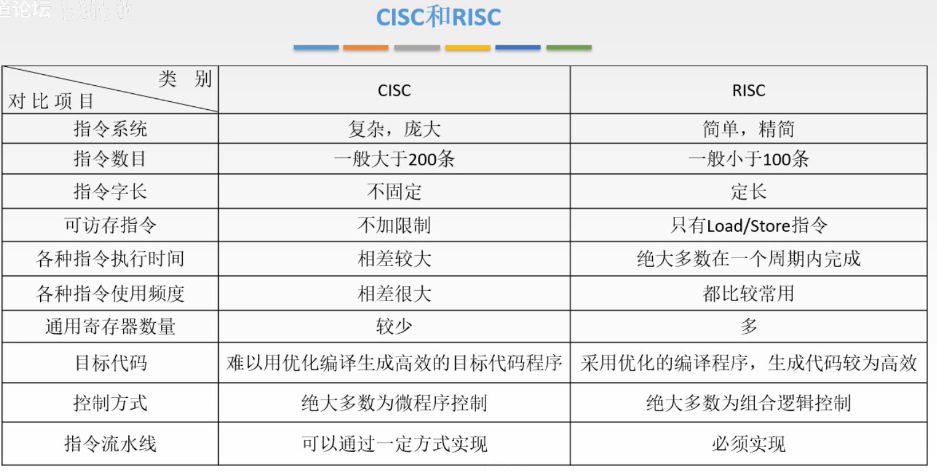 道论坛
CISC和RISC
类 别
对比项目 CISC RISC
指令系统 复杂，庞大 简单，精简
指令数目 一般大于200条 一般小于100条
指令字长 不固定 定长
可访存指令 不加限制 只有Load/Store指令
各种指令执行时间 相差较大 绝大多数在一个周期内完成
各种指令使用频度 相差很大 都比较常用
通用寄存器数量 较少 多
目标代码 难以用优化编译生成高效的目标代码程序 采用优化的编译程序，生成代码较为高效
控制方式 绝大多数为微程序控制 绝大多数为组合逻辑控制
指令流水线 可以通过一定方式实现 必须实现